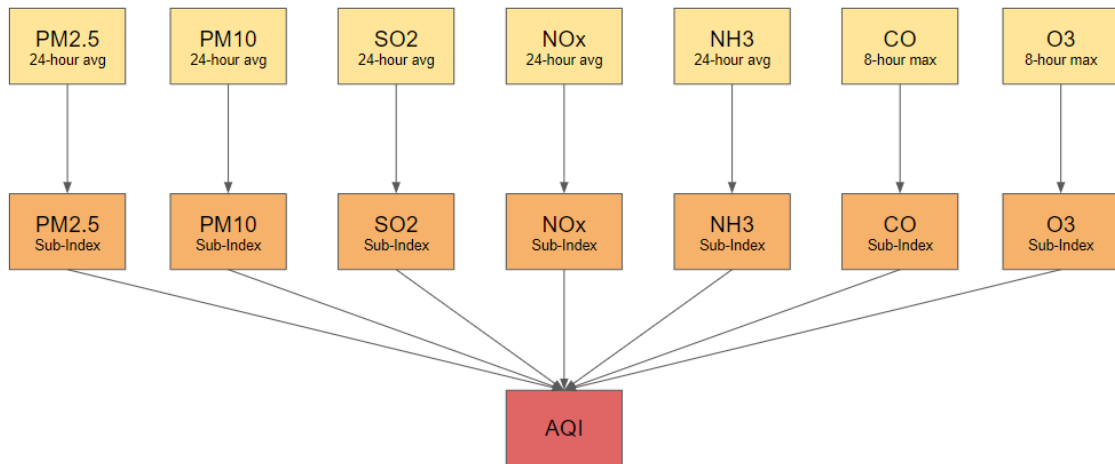 PM2.5
24-hour avg
PM10
24-hour avg
SO2
24-hour avg
NOx
24-hour avg
NH3
24-hour avg
CO
8-hour max
O3
8-hour max
PM2.5
Sub-Index
PM10
Sub-Index
SO2
Sub-Index
NOx
Sub-Index
NH3
Sub-Index
CO
Sub-Index
O3
Sub-Index
AQI